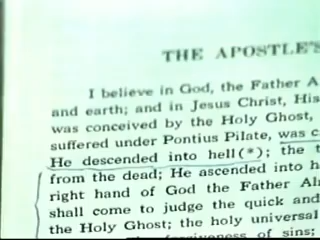 THE APOSTLE'S
I believe in God, the Father
and earth; and in Jesus Christ, His
was conceived by the Holy Ghost,
suffered under Pontius Pilate, was
He descended into hell(*); the
from the dead; He ascended into
right hand of God the Father
shall come to judge the quick and
the Holy Ghost; the holy universal
forgiveness of sins;